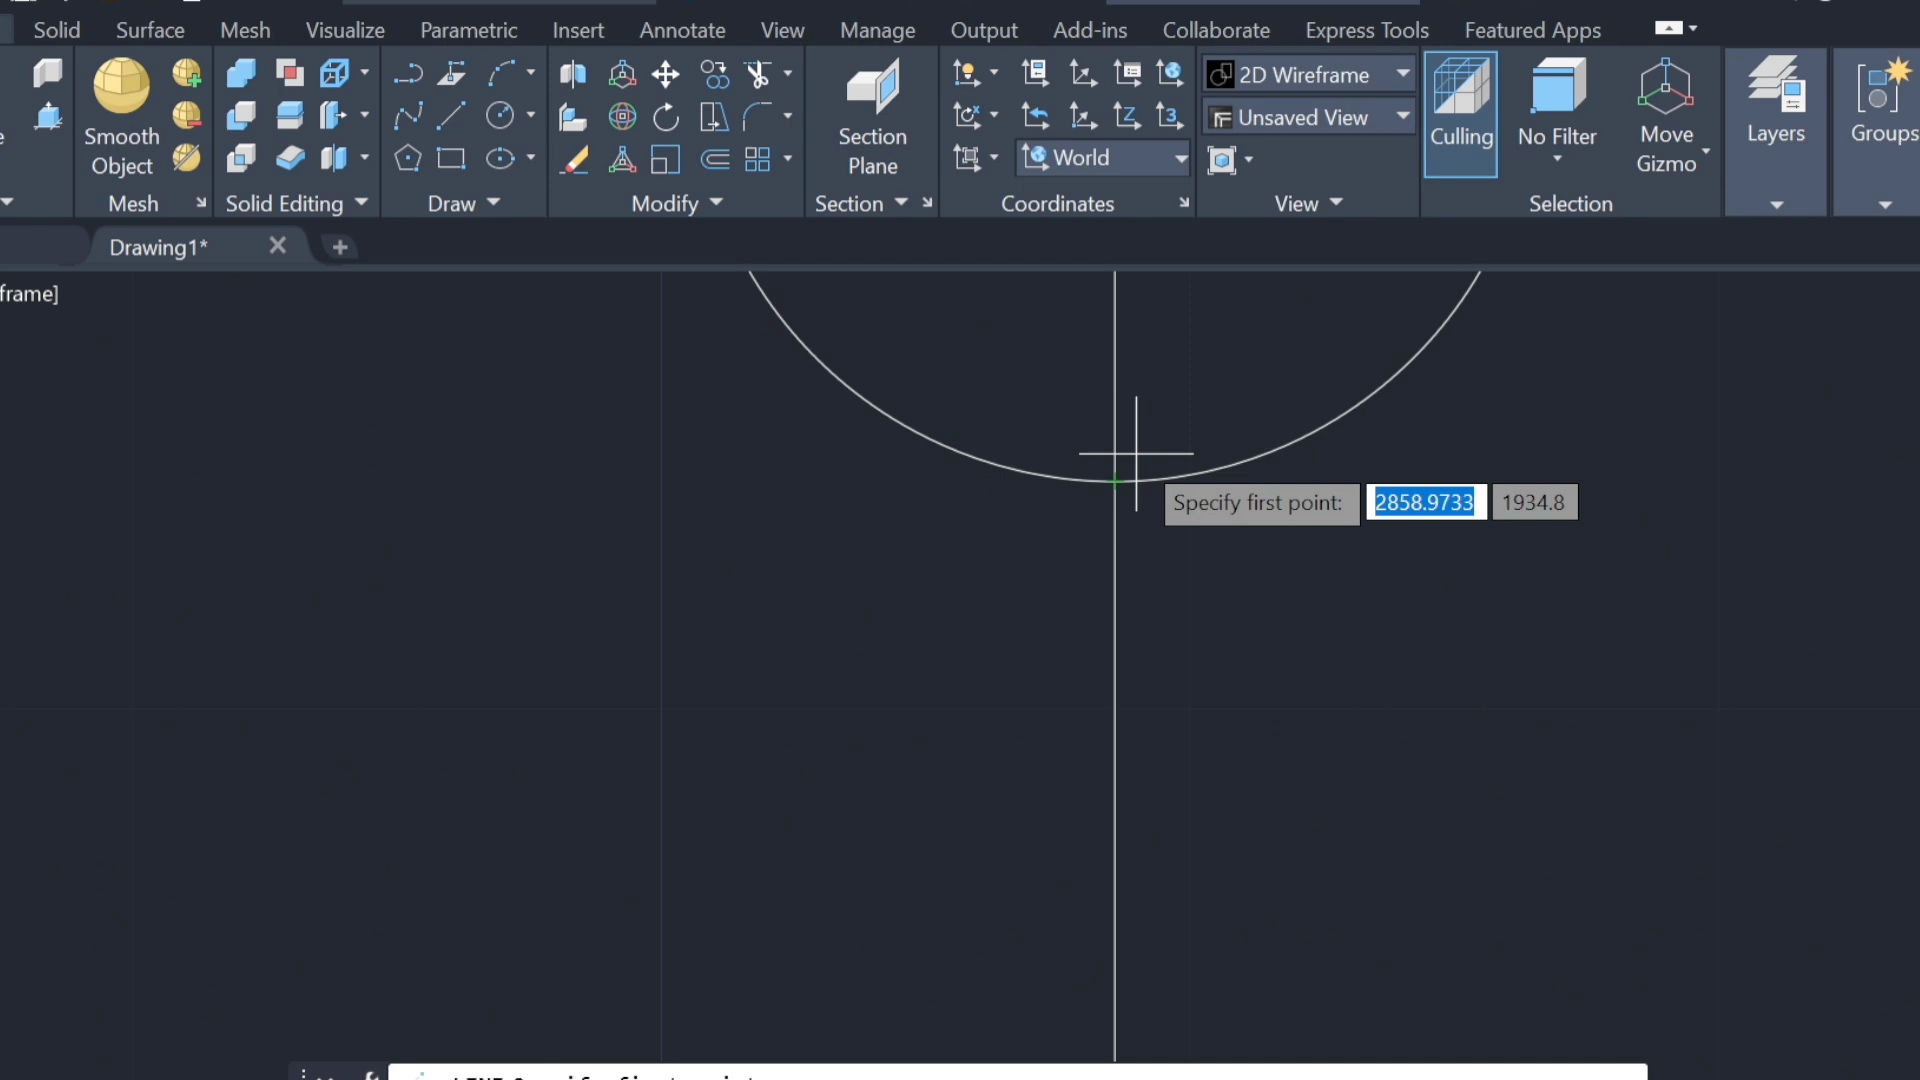 Solid Surface Mesh Visualize Parametric Insert Annotate View Manage Output Add-ins Collaborate Express Tools Featured Apps
2D Wireframe
Unsaved View
Smooth
Object
Section
Plane
World
Culling
No Filter
Move
Gizmo
Layers
Groups
Mesh Solid Editing Draw Modify Section Coordinates View Selection
Drawing1*
frame]
Specify first point: 2858.9733 1934.8